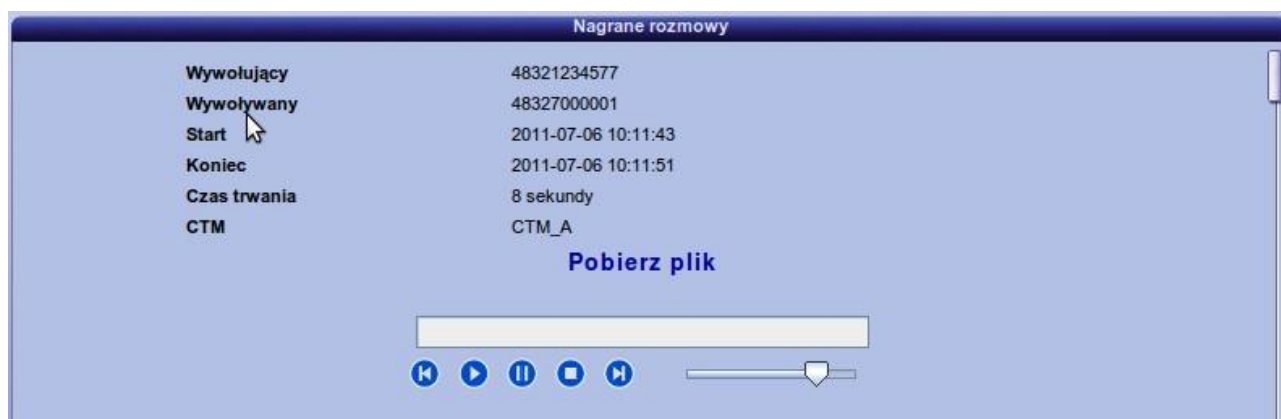 Nagrane rozmowy
Wywołujący 48321234577
Wywoływany 48327000001
Start 2011-07-06 10:11:43
Koniec 2011-07-06 10:11:51
Czas trwania 8 sekundy
CTM CTM_A
Pobierz plik